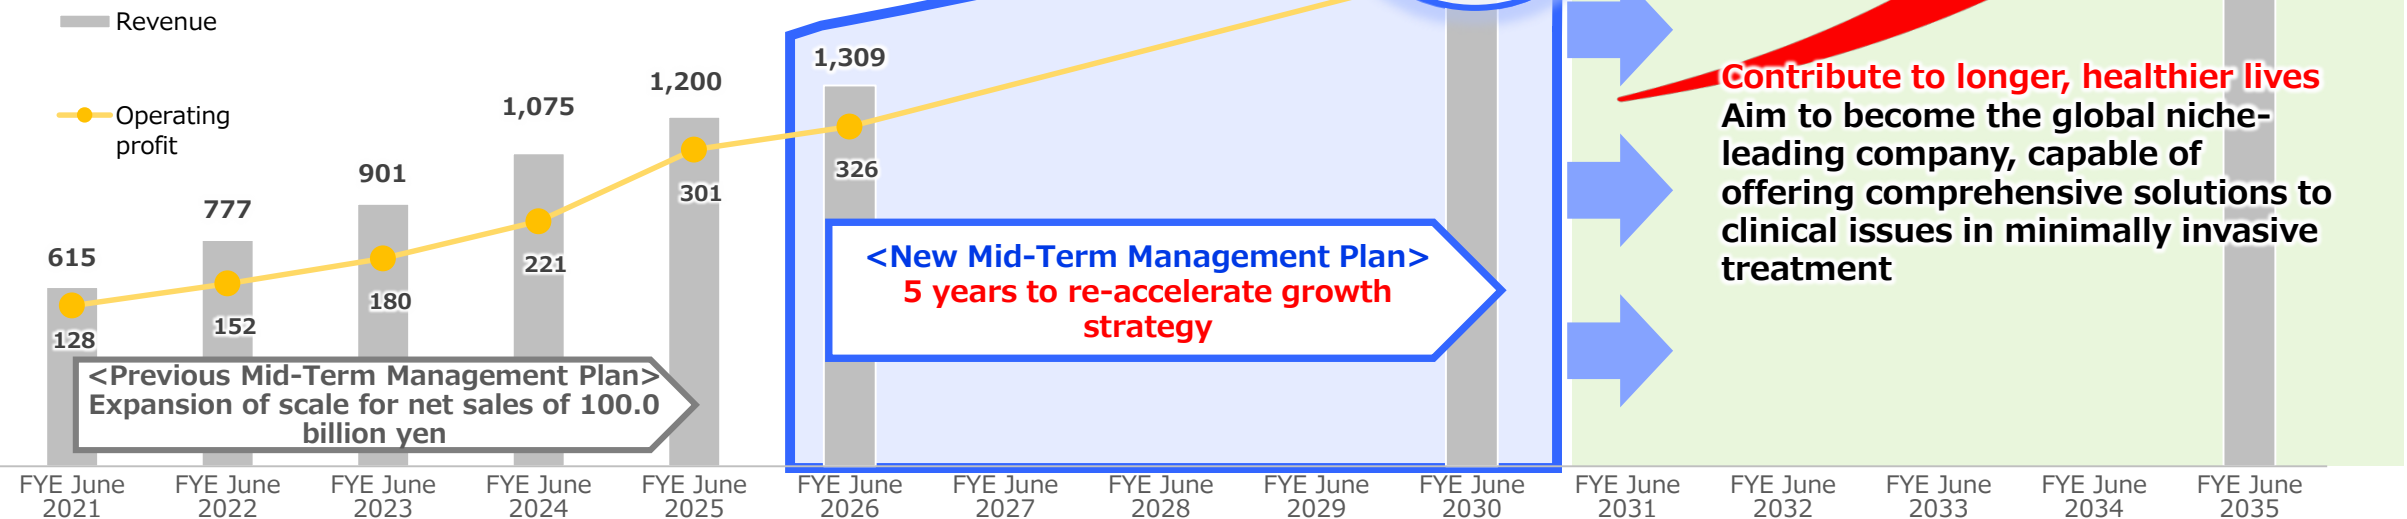 Revenue
Operating
profit
615
777
901
1,075
1,200
1,309
128
152
180
221
301
326
<Previous Mid-Term Management Plan>
Expansion of scale for net sales of 100.0
billion yen
<New Mid-Term Management Plan>
5 years to re-accelerate growth
strategy
Contribute to longer, healthier lives
Aim to become the global niche-
leading company, capable of
offering comprehensive solutions to
clinical issues in minimally invasive
treatment
FYE June
2021
FYE June
2022
FYE June
2023
FYE June
2024
FYE June
2025
FYE June
2026
FYE June
2027
FYE June
2028
FYE June
2029
FYE June
2030
FYE June
2031
FYE June
2032
FYE June
2033
FYE June
2034
FYE June
2035